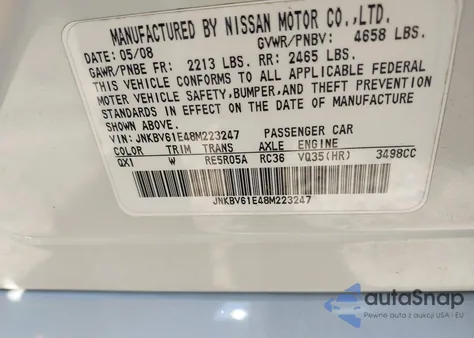 MANUFACTURED BY NISSAN MOTOR CO.,LTD.
DATE: 05/08 GVWR/PNBV: 4658 LBS.
GAWR/PNBE FR: 2213 LBS. RR: 2465 LBS.
THIS VEHICLE CONFORMS TO ALL APPLICABLE FEDERAL
MOTOR VEHICLE SAFETY,BUMPER,AND THEFT PREVENTION
STANDARDS IN EFFECT ON THE DATE OF MANUFACTURE
SHOWN ABOVE.
VIN: JNKBV61E48M223247 PASSENGER CAR
COLOR TRIM TRANS AXLE ENGINE
QX1 W RE5R05A RC36 VQ35(HR) 3498CC
JNKBV61E48M223247
autoSnap
Pewne auta z USA i EU